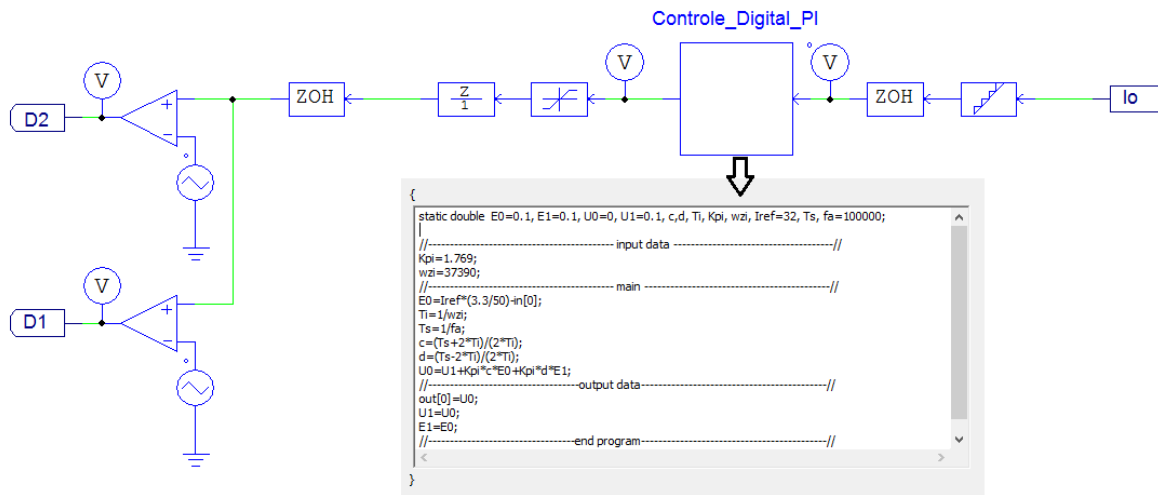 Controle_Digital_PI
V
V
V
ZOH
Z
1
ZOH
Io
D2
{
static double E0=0.1, E1=0.1, U0=0, U1=0.1, c,d, Ti, Kpi, wzi, Iref=32, Ts, fa=100000;
//------------------------------------------ input data ------------------------------------//
Kpi=1.769;
wzi=37390;
//------------------------------------------ main ------------------------------------------//
E0=Iref*(3.3/50)-in[0];
Ti=1/wzi;
Ts=1/fa;
c=(Ts+2*Ti)/(2*Ti);
d=(Ts-2*Ti)/(2*Ti);
U0=U1+Kpi*c*E0+Kpi*d*E1;
//----------------------------------output data------------------------------------------//
out[0]=U0;
U1=U0;
E1=E0;
//---------------------------------end program------------------------------------------//
}
V
D1